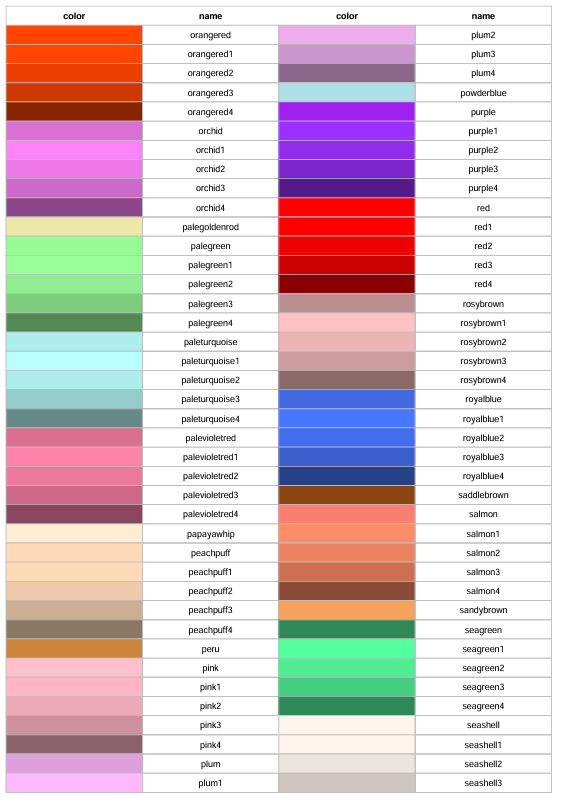 color name color name
orangered plum2
orangered1 plum3
orangered2 plum4
orangered3 powderblue
orangered4 purple
orchid purple1
orchid1 purple2
orchid2 purple3
orchid3 purple4
orchid4 red
palegoldenrod red1
palegreen red2
palegreen1 red3
palegreen2 red4
palegreen3 rosybrown
palegreen4 rosybrown1
paleturquoise rosybrown2
paleturquoise1 rosybrown3
paleturquoise2 rosybrown4
paleturquoise3 royalblue
paleturquoise4 royalblue1
palevioletred royalblue2
palevioletred1 royalblue3
palevioletred2 royalblue4
palevioletred3 saddlebrown
palevioletred4 salmon
papayawhip salmon1
peachpuff salmon2
peachpuff1 salmon3
peachpuff2 salmon4
peachpuff3 sandybrown
peachpuff4 seagreen
peru seagreen1
pink seagreen2
pink1 seagreen3
pink2 seagreen4
pink3 seashell
pink4 seashell1
plum seashell2
plum1 seashell3